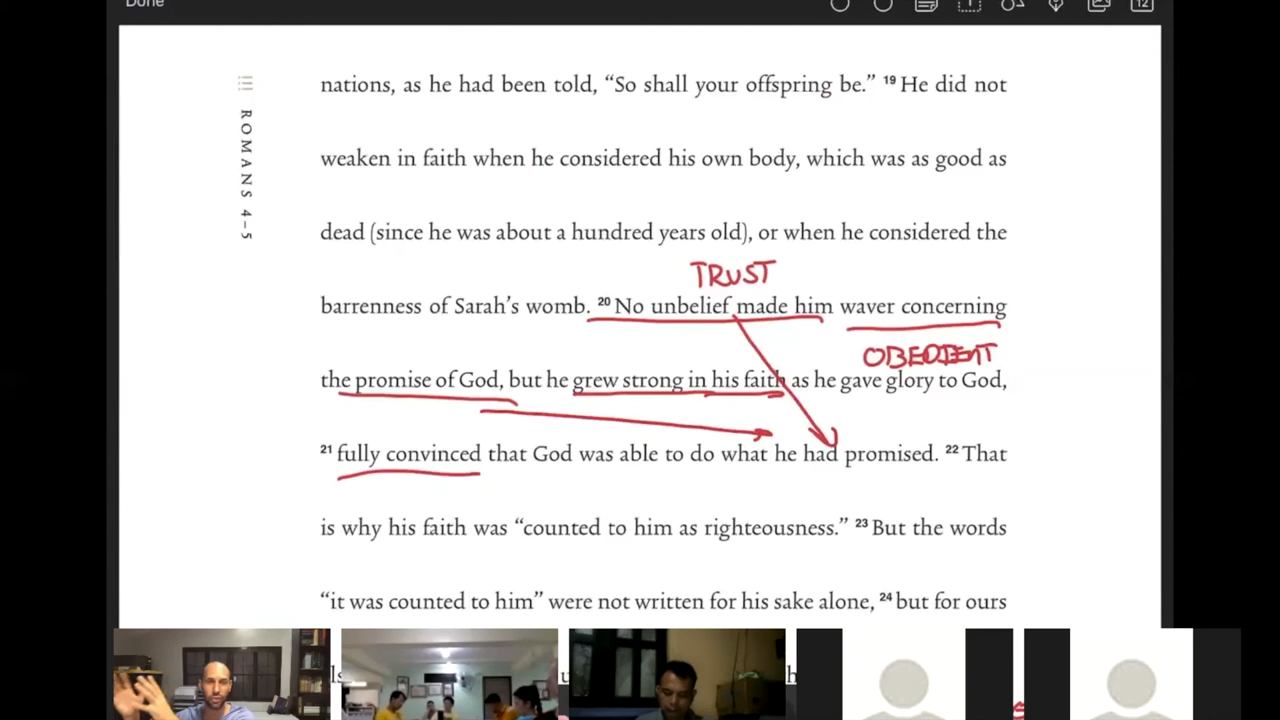 Done
12
ROMANS 4–5
nations, as he had been told, “So shall your offspring be.” 19 He did not
weaken in faith when he considered his own body, which was as good as
dead (since he was about a hundred years old), or when he considered the
TRUST
barrenness of Sarah’s womb. 20 No unbelief made him waver concerning
OBEDIENT
the promise of God, but he grew strong in his faith as he gave glory to God,
21 fully convinced that God was able to do what he had promised. 22 That
is why his faith was “counted to him as righteousness.” 23 But the words
“it was counted to him” were not written for his sake alone, 24 but for ours